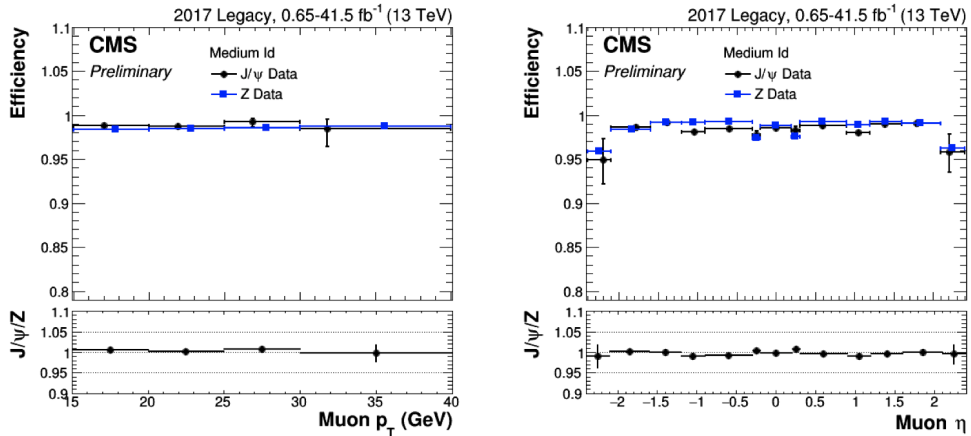 2017 Legacy, 0.65-41.5 fb⁻¹ (13 TeV)
Efficiency
1.1
1.05
1
0.95
0.9
0.85
0.8
CMS
Preliminary
Medium Id
J/ψ Data
Z Data
J/ψ/Z
1.1
1.05
1
0.95
0.9
15 20 25 30 35 40
Muon p_T (GeV)
2017 Legacy, 0.65-41.5 fb⁻¹ (13 TeV)
Efficiency
1.1
1.05
1
0.95
0.9
0.85
0.8
CMS
Preliminary
Medium Id
J/ψ Data
Z Data
J/ψ/Z
1.1
1.05
1
0.95
0.9
−2 −1.5 −1 −0.5 0 0.5 1 1.5 2
Muon η